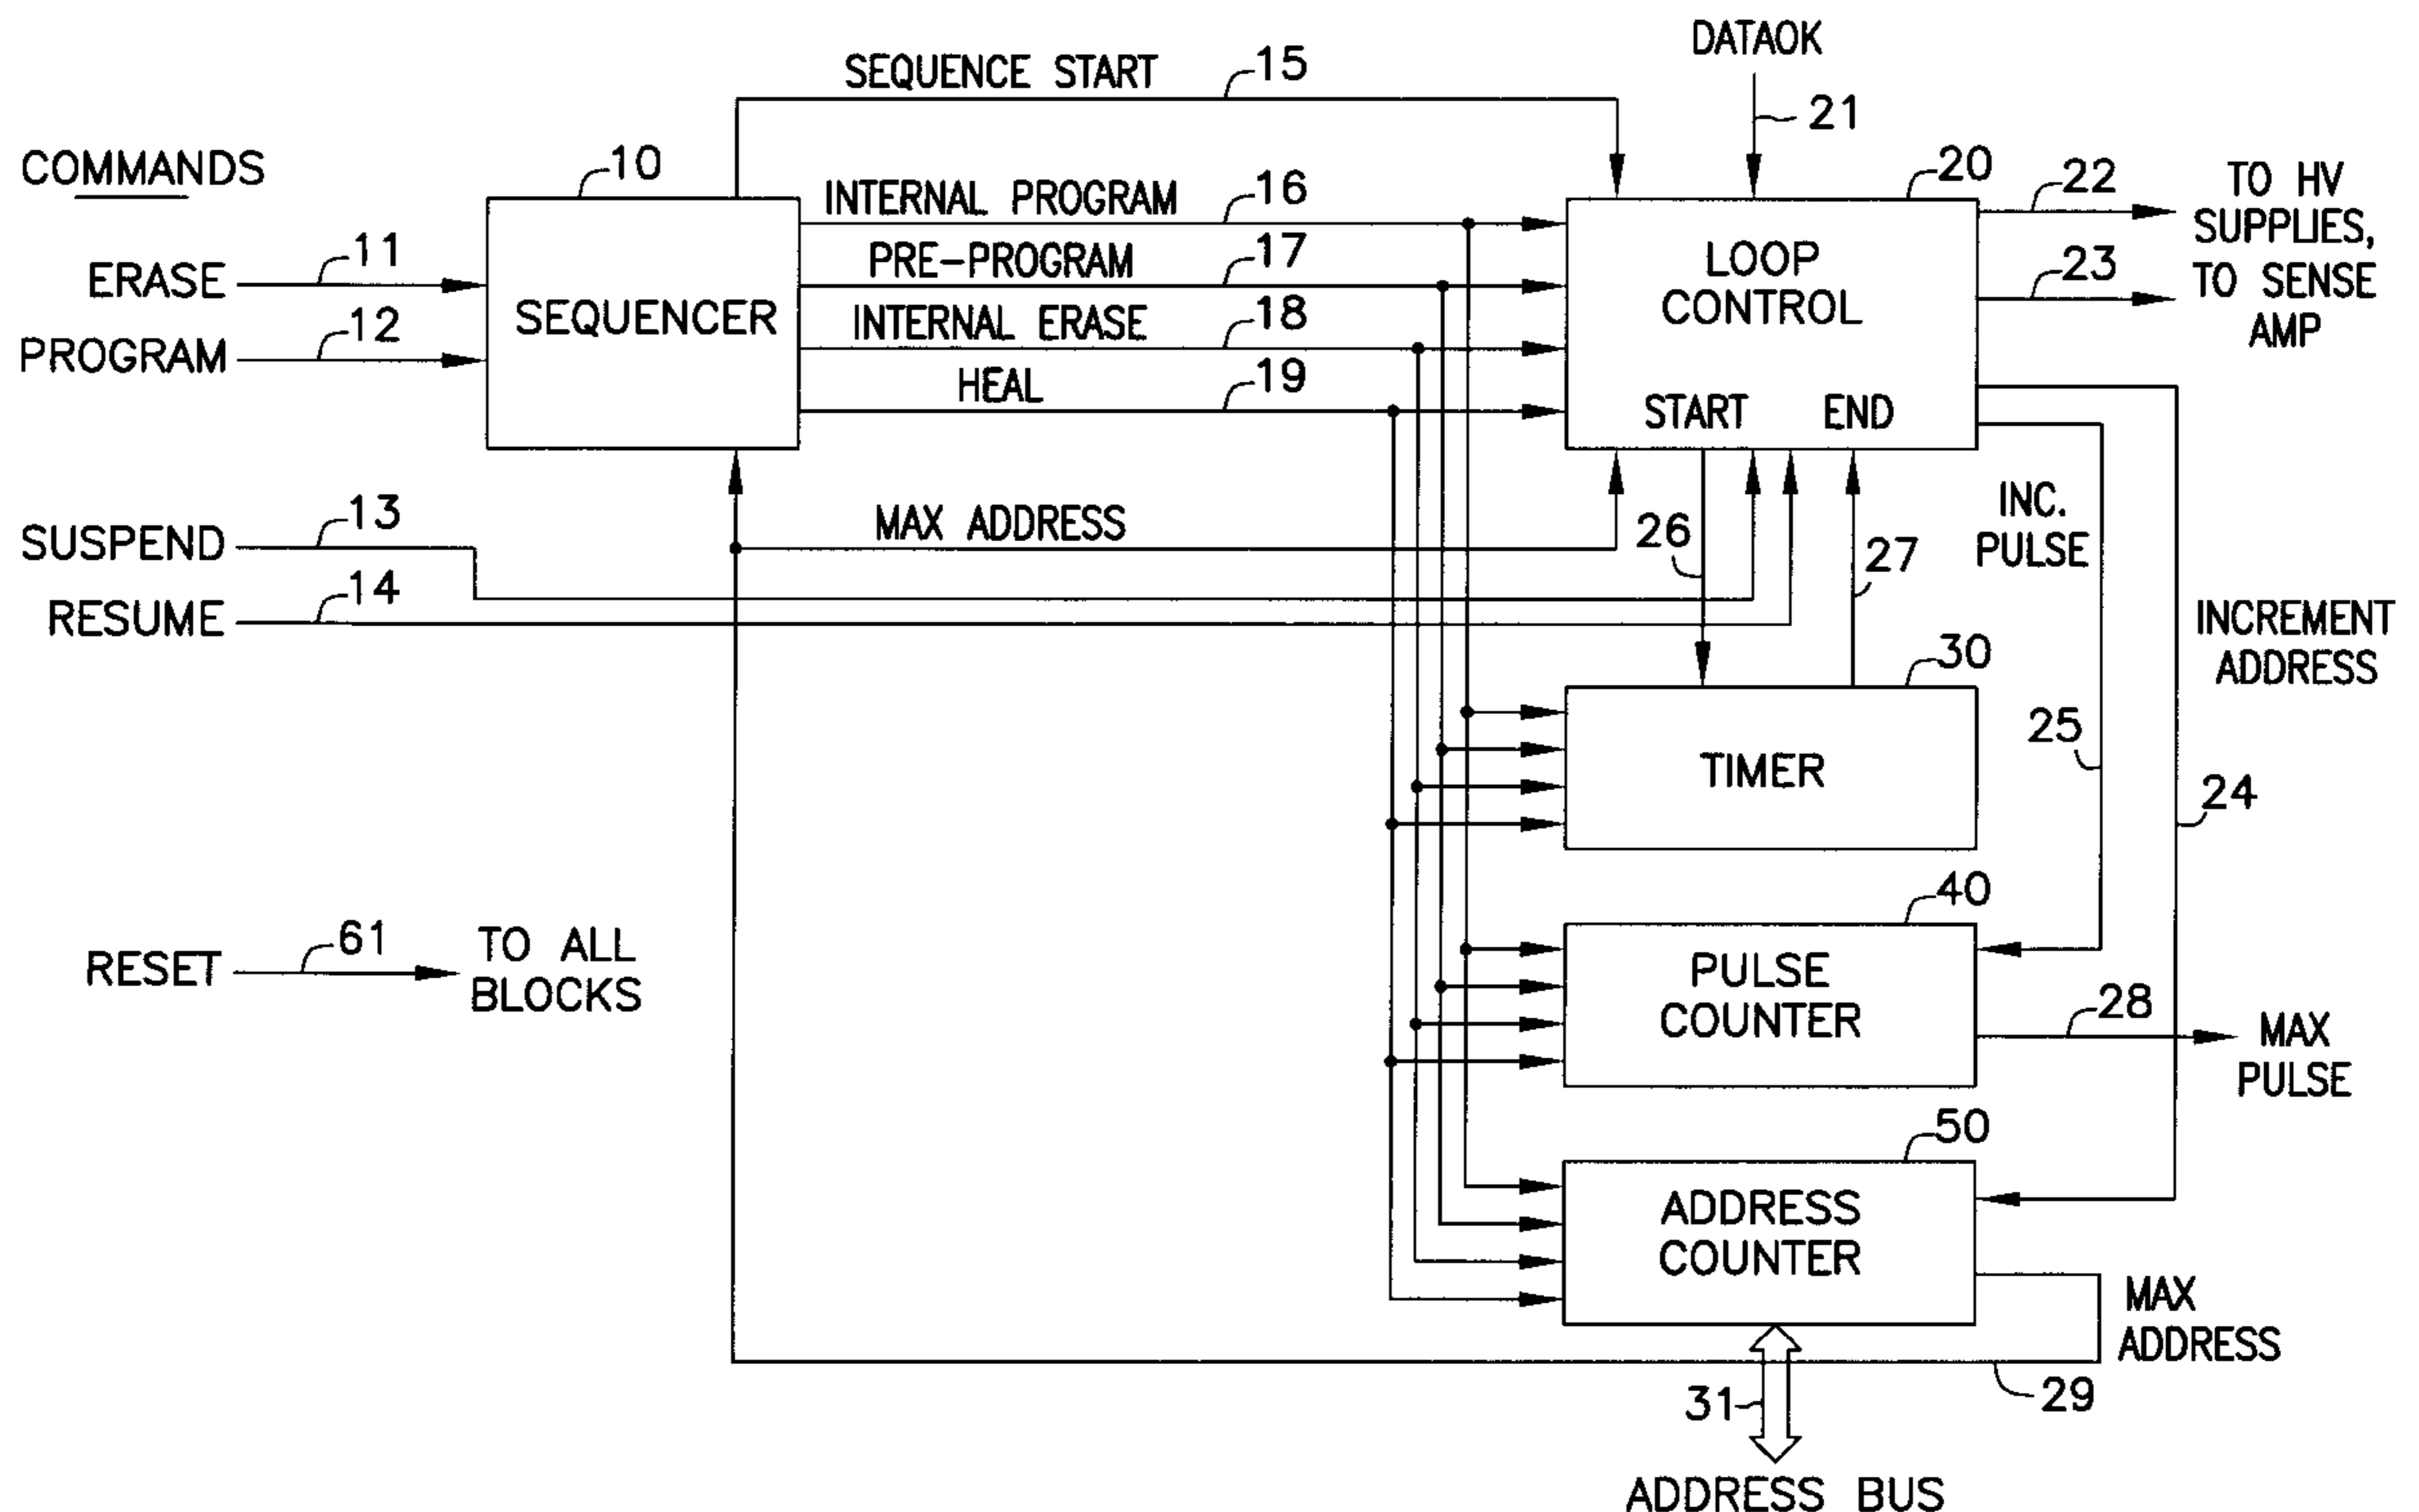 DATAOK
21
SEQUENCE START
15
COMMANDS
10
INTERNAL PROGRAM
16
20
22
TO HV
SUPPLIES,
TO SENSE
AMP
23
ERASE
11
PROGRAM
12
SEQUENCER
PRE-PROGRAM
17
INTERNAL ERASE
18
HEAL
19
LOOP
CONTROL
START
END
SUSPEND
13
RESUME
14
MAX ADDRESS
26
27
INC.
PULSE
INCREMENT
ADDRESS
30
TIMER
25
24
RESET
61
TO ALL
BLOCKS
40
PULSE
COUNTER
28
MAX
PULSE
50
ADDRESS
COUNTER
MAX
ADDRESS
29
31
ADDRESS BUS